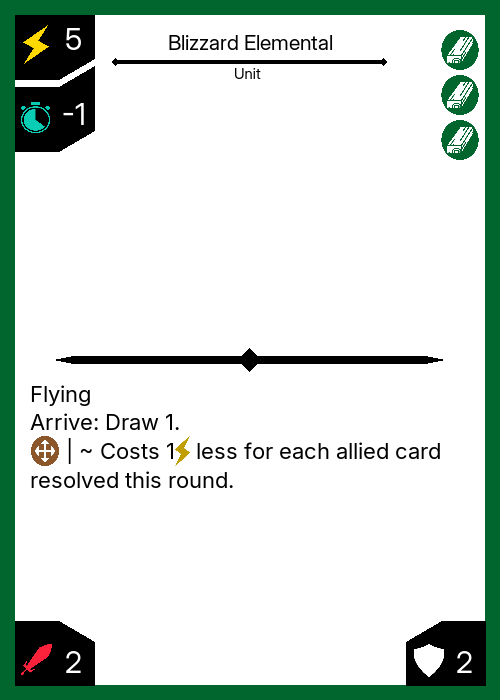 5
Blizzard Elemental
Unit
-1
Flying
Arrive: Draw 1.
| ~ Costs 1 less for each allied card
resolved this round.
2
2